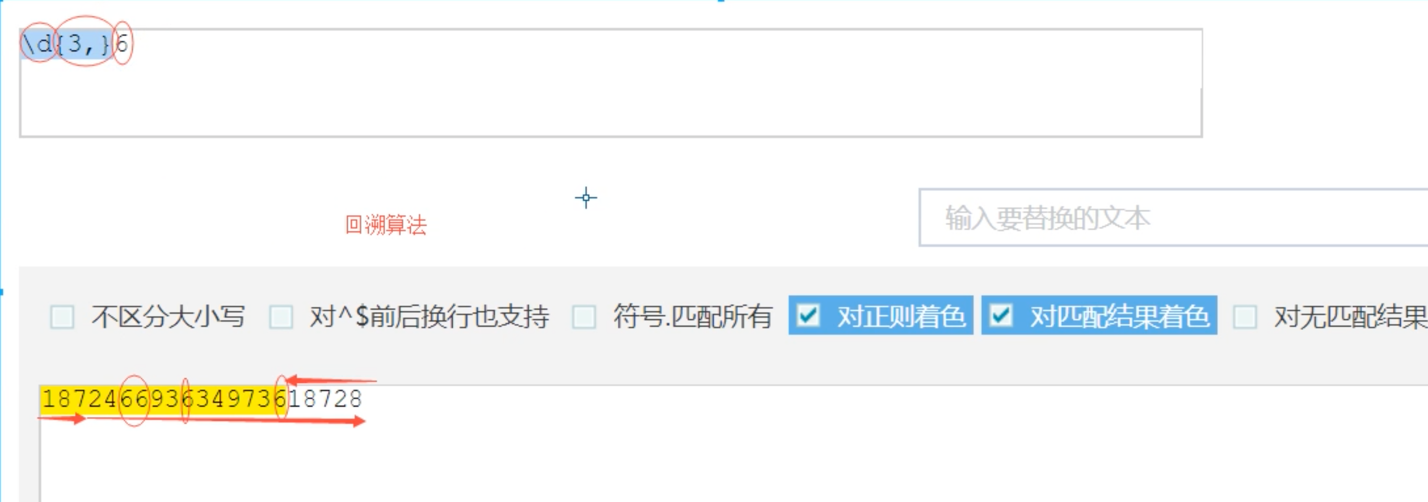 \d{3,}6
回溯算法
输入要替换的文本
不区分大小写 对^$前后换行也支持 符号.匹配所有 对正则着色 对匹配结果着色 对无匹配结果
187246693634973618728